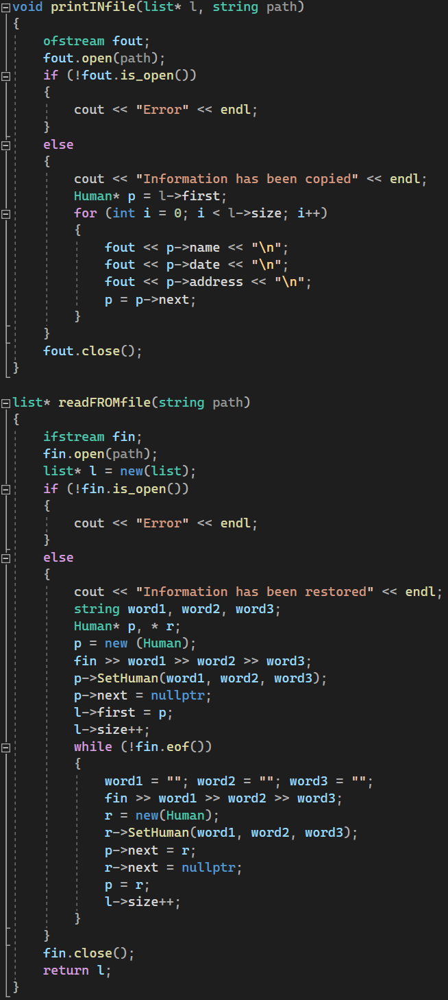 void printINfile(list* l, string path)
{
    ofstream fout;
    fout.open(path);
    if (!fout.is_open())
    {
        cout << "Error" << endl;
    }
    else
    {
        cout << "Information has been copied" << endl;
        Human* p = l->first;
        for (int i = 0; i < l->size; i++)
        {
            fout << p->name << "\n";
            fout << p->date << "\n";
            fout << p->address << "\n";
            p = p->next;
        }
    }
    fout.close();
}

list* readFROMfile(string path)
{
    ifstream fin;
    fin.open(path);
    list* l = new(list);
    if (!fin.is_open())
    {
        cout << "Error" << endl;
    }
    else
    {
        cout << "Information has been restored" << endl;
        string word1, word2, word3;
        Human* p, * r;
        p = new (Human);
        fin >> word1 >> word2 >> word3;
        p->SetHuman(word1, word2, word3);
        p->next = nullptr;
        l->first = p;
        l->size++;
        while (!fin.eof())
        {
            word1 = ""; word2 = ""; word3 = "";
            fin >> word1 >> word2 >> word3;
            r = new(Human);
            r->SetHuman(word1, word2, word3);
            p->next = r;
            r->next = nullptr;
            p = r;
            l->size++;
        }
    }
    fin.close();
    return l;
}